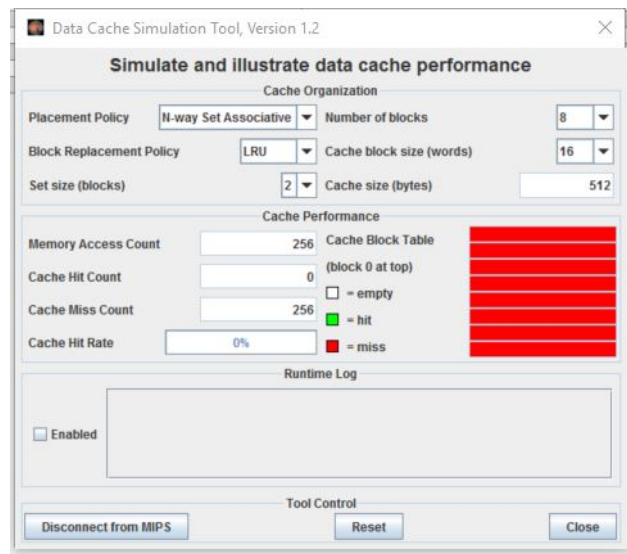 Data Cache Simulation Tool, Version 1.2
Simulate and illustrate data cache performance
Cache Organization
Placement Policy N-way Set Associative Number of blocks 8
Block Replacement Policy LRU Cache block size (words) 16
Set size (blocks) 2 Cache size (bytes) 512
Cache Performance
Memory Access Count 256 Cache Block Table
(block 0 at top)
Cache Hit Count 0
= empty
Cache Miss Count 256
= hit
Cache Hit Rate 0%
= miss
Runtime Log
Enabled
Tool Control
Disconnect from MIPS Reset Close